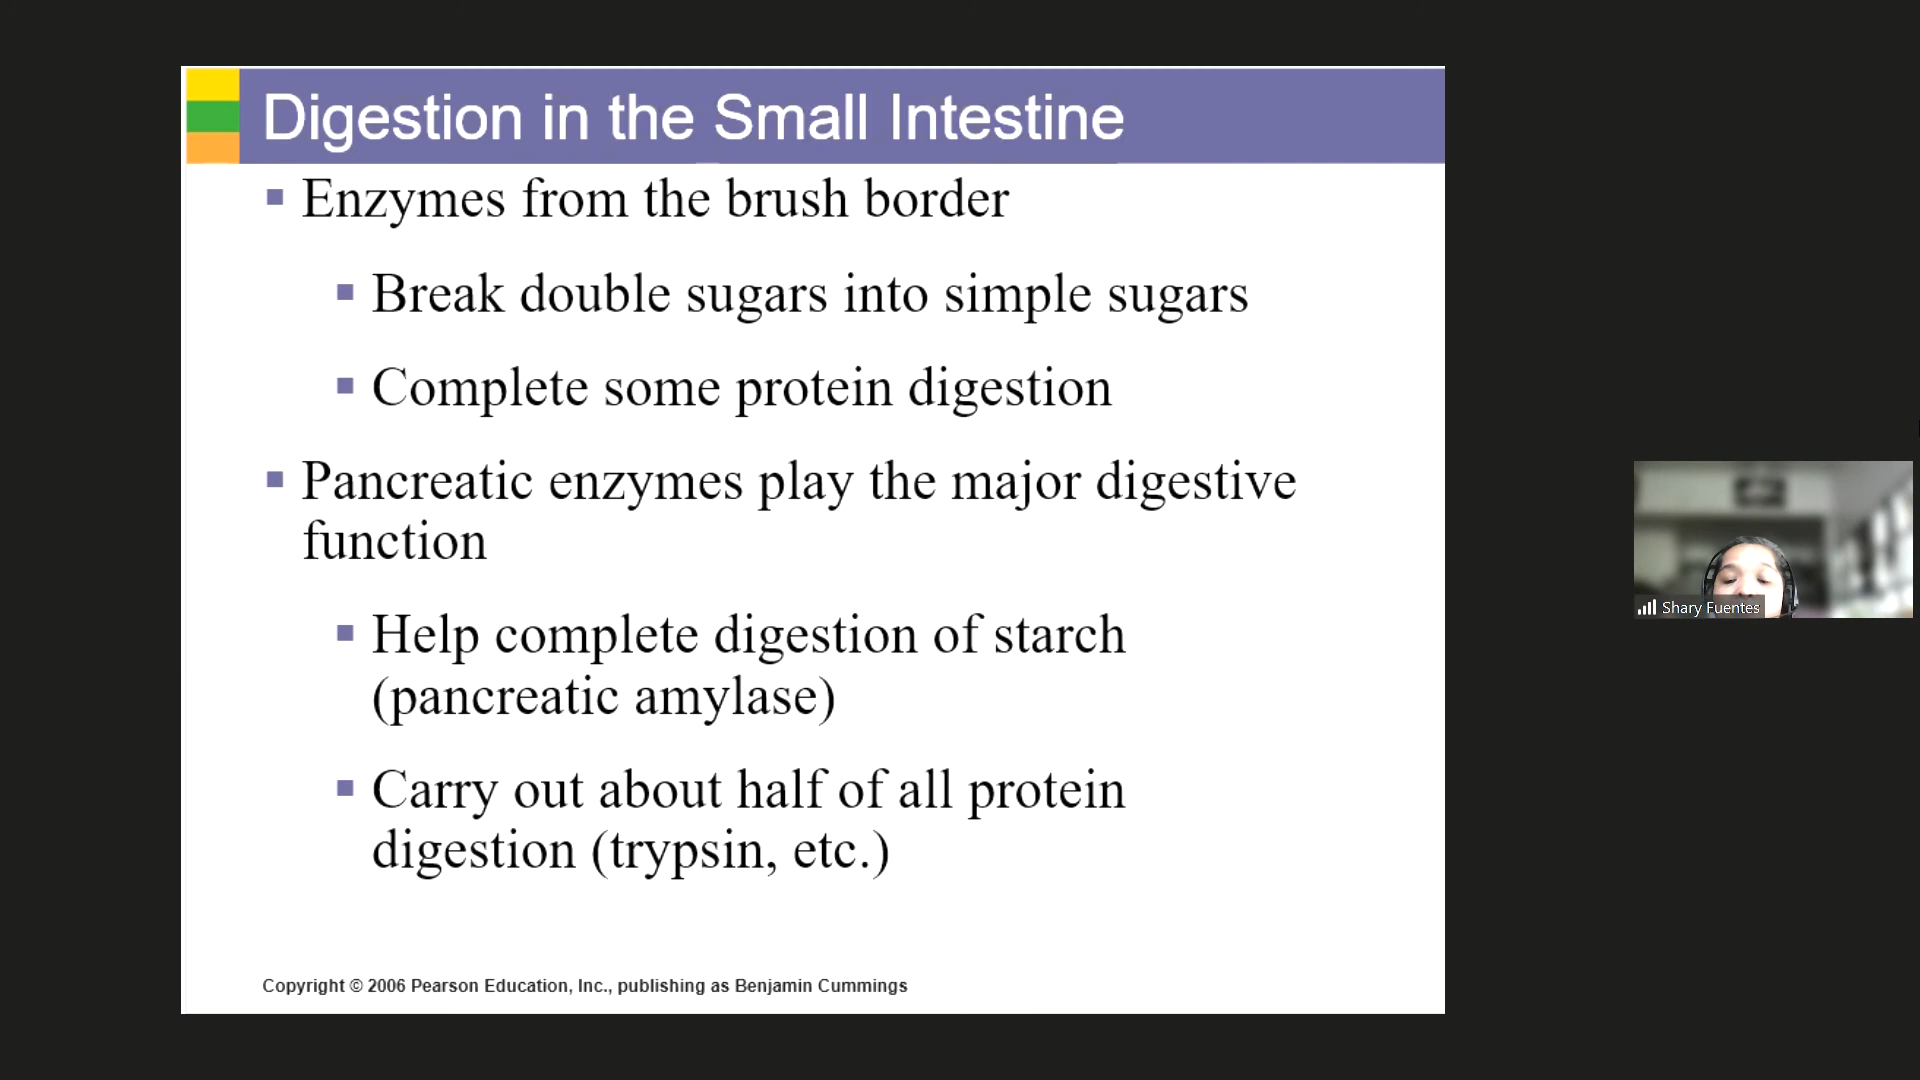 Digestion in the Small Intestine
Enzymes from the brush border
Break double sugars into simple sugars
Complete some protein digestion
Pancreatic enzymes play the major digestive
function
Help complete digestion of starch
(pancreatic amylase)
Carry out about half of all protein
digestion (trypsin, etc.)
Copyright © 2006 Pearson Education, Inc., publishing as Benjamin Cummings
Shary Fuentes